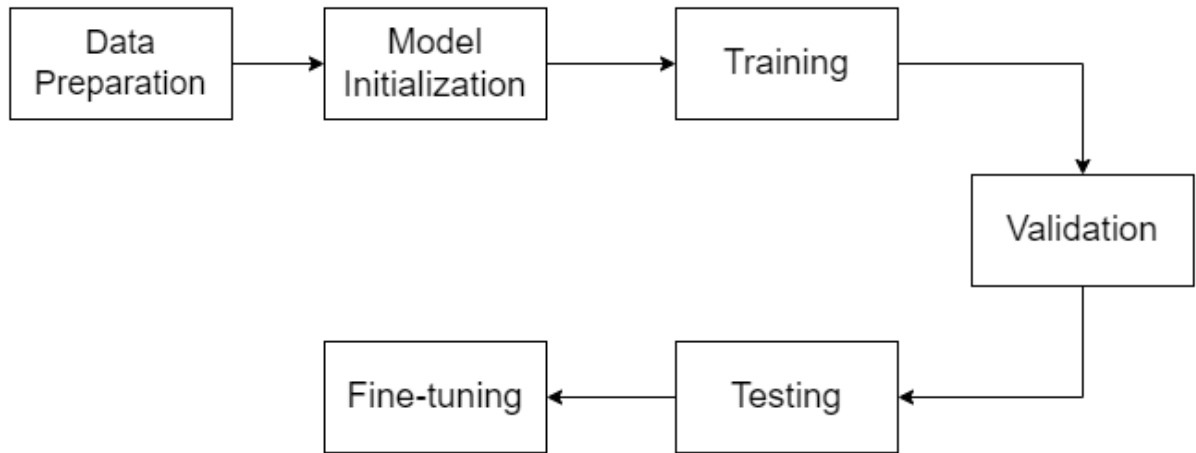 Data
Preparation
Model
Initialization
Training
Validation
Testing
Fine-tuning